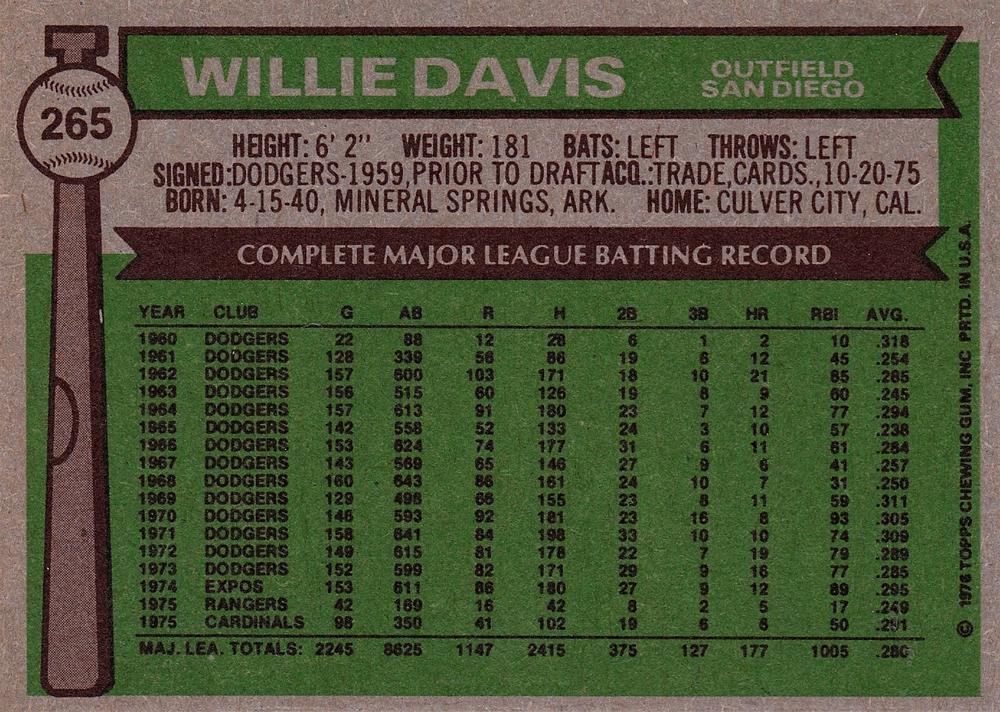 265
WILLIE DAVIS
OUTFIELD
SAN DIEGO
HEIGHT: 6' 2" WEIGHT: 181 BATS: LEFT THROWS: LEFT
SIGNED:DODGERS-1959,PRIOR TO DRAFT ACQ.:TRADE,CARDS.,10-20-75
BORN: 4-15-40, MINERAL SPRINGS, ARK. HOME: CULVER CITY, CAL.
COMPLETE MAJOR LEAGUE BATTING RECORD
YEAR CLUB G AB R H 2B 3B HR RBI AVG.
1960 DODGERS 22 88 12 28 6 1 2 10 .318
1961 DODGERS 128 339 56 86 19 6 12 45 .254
1962 DODGERS 157 600 103 171 18 10 21 85 .285
1963 DODGERS 156 515 60 126 19 8 9 60 .245
1964 DODGERS 157 613 91 180 23 7 12 77 .294
1965 DODGERS 142 558 52 133 24 3 10 57 .238
1966 DODGERS 153 624 74 177 31 6 11 61 .284
1967 DODGERS 143 569 65 146 27 9 6 41 .257
1968 DODGERS 160 643 86 161 24 10 7 31 .250
1969 DODGERS 129 498 66 155 23 8 11 59 .311
1970 DODGERS 146 593 92 181 23 16 8 93 .305
1971 DODGERS 158 641 84 198 33 10 10 74 .309
1972 DODGERS 149 615 81 178 22 7 19 79 .289
1973 DODGERS 152 599 82 171 29 9 16 77 .285
1974 EXPOS 153 611 86 180 27 9 12 89 .295
1975 RANGERS 42 169 16 42 8 2 5 17 .249
1975 CARDINALS 98 350 41 102 19 6 6 50 .291
MAJ. LEA. TOTALS: 2245 8625 1147 2415 375 127 177 1005 .280
© 1976 TOPPS CHEWING GUM, INC PRTD. IN U.S.A.